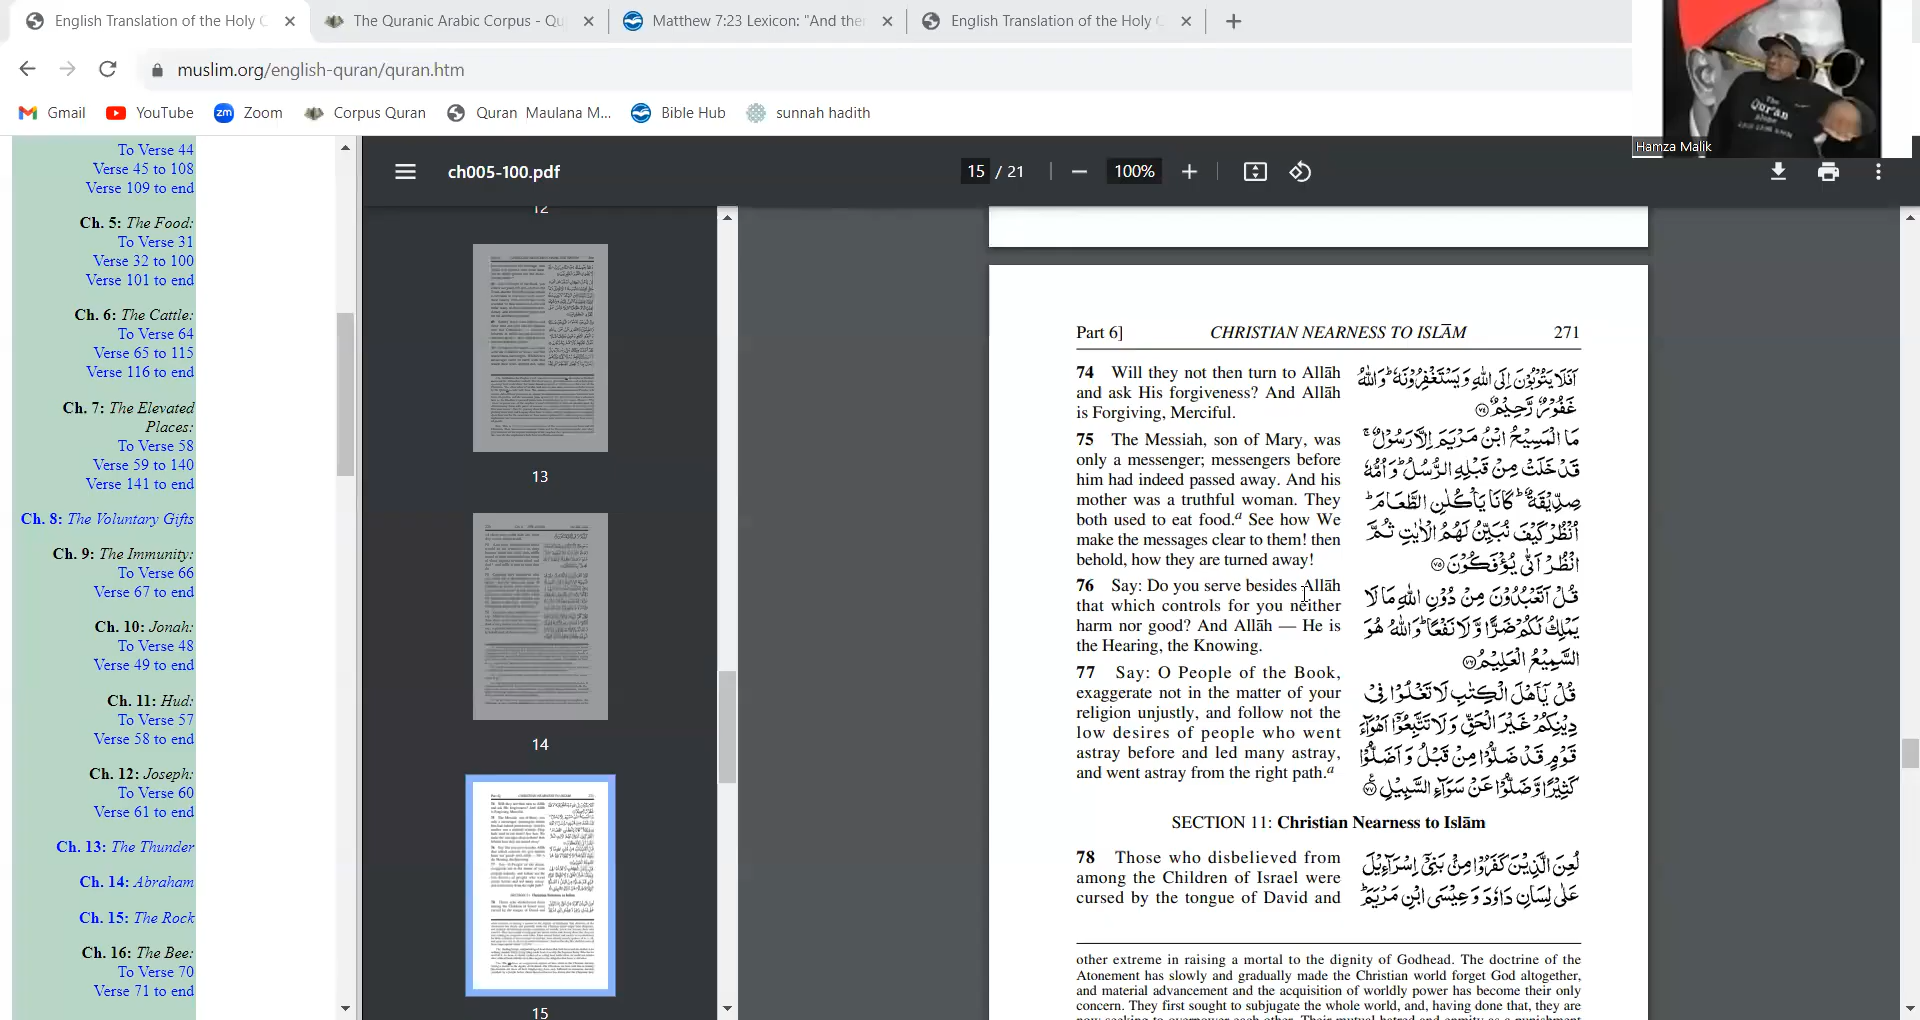 English Translation of the Holy Q
The Quranic Arabic Corpus - Qu
Matthew 7:23 Lexicon: "And then
English Translation of the Holy Q
muslim.org/english-quran/quran.htm
Gmail
YouTube
zm Zoom
Corpus Quran
Quran Maulana M...
Bible Hub
sunnah hadith
The
Qur'an
Alone
Hamza Malik
To Verse 44
Verse 45 to 108
Verse 109 to end
Ch. 5: The Food:
To Verse 31
Verse 32 to 100
Verse 101 to end
Ch. 6: The Cattle:
To Verse 64
Verse 65 to 115
Verse 116 to end
Ch. 7: The Elevated
Places:
To Verse 58
Verse 59 to 140
Verse 141 to end
Ch. 8: The Voluntary Gifts
Ch. 9: The Immunity:
To Verse 66
Verse 67 to end
Ch. 10: Jonah:
To Verse 48
Verse 49 to end
Ch. 11: Hud:
To Verse 57
Verse 58 to end
Ch. 12: Joseph:
To Verse 60
Verse 61 to end
Ch. 13: The Thunder
Ch. 14: Abraham
Ch. 15: The Rock
Ch. 16: The Bee:
To Verse 70
Verse 71 to end
ch005-100.pdf
15 / 21
100%
12
13
14
15
Part 6] CHRISTIAN NEARNESS TO ISLĀM 271
74 Will they not then turn to Allāh
and ask His forgiveness? And Allāh
is Forgiving, Merciful.
75 The Messiah, son of Mary, was
only a messenger; messengers before
him had indeed passed away. And his
mother was a truthful woman. They
both used to eat food.a See how We
make the messages clear to them! then
behold, how they are turned away!
76 Say: Do you serve besides Allāh
that which controls for you neither
harm nor good? And Allāh — He is
the Hearing, the Knowing.
77 Say: O People of the Book,
exaggerate not in the matter of your
religion unjustly, and follow not the
low desires of people who went
astray before and led many astray,
and went astray from the right path.a
اَفَلَا يَتُوْبُوْنَ اِلَى اللّٰهِ وَ يَسْتَغْفِرُوْنَهٗ ؕ وَاللّٰهُ
غَفُوْرٌ رَّحِيْمٌ ﴿۷۴﴾
مَا الْمَسِيْحُ ابْنُ مَرْيَمَ اِلَّا رَسُوْلٌ ۚ
قَدْ خَلَتْ مِنْ قَبْلِهِ الرُّسُلُ ؕ وَ اُمُّهٗ
صِدِّيْقَةٌ ؕ كَانَا يَاْكُلٰنِ الطَّعَامَ ؕ
اُنْظُرْ كَيْفَ نُبَيِّنُ لَهُمُ الْاٰيٰتِ ثُمَّ
انْظُرْ اَنّٰى يُؤْفَكُوْنَ ﴿۷۵﴾
قُلْ اَتَعْبُدُوْنَ مِنْ دُوْنِ اللّٰهِ مَا لَا
يَمْلِكُ لَكُمْ ضَرًّا وَّ لَا نَفْعًا ؕ وَاللّٰهُ هُوَ
السَّمِيْعُ الْعَلِيْمُ ﴿۷۶﴾
قُلْ يٰۤاَهْلَ الْكِتٰبِ لَا تَغْلُوْا فِيْ
دِيْنِكُمْ غَيْرَ الْحَقِّ وَ لَا تَتَّبِعُوْۤا اَهْوَآءَ
قَوْمٍ قَدْ ضَلُّوْا مِنْ قَبْلُ وَ اَضَلُّوْا
كَثِيْرًا وَّ ضَلُّوْا عَنْ سَوَآءِ السَّبِيْلِ ﴿۷۷﴾
SECTION 11: Christian Nearness to Islām
78 Those who disbelieved from
among the Children of Israel were
cursed by the tongue of David and
لُعِنَ الَّذِيْنَ كَفَرُوْا مِنْۢ بَنِيْۤ اِسْرَآءِيْلَ
عَلٰى لِسَانِ دَاوٗدَ وَ عِيْسَى ابْنِ مَرْيَمَ ؕ
other extreme in raising a mortal to the dignity of Godhead. The doctrine of the
Atonement has slowly and gradually made the Christian world forget God altogether,
and material advancement and the acquisition of worldly power has become their only
concern. They first sought to subjugate the whole world, and, having done that, they are